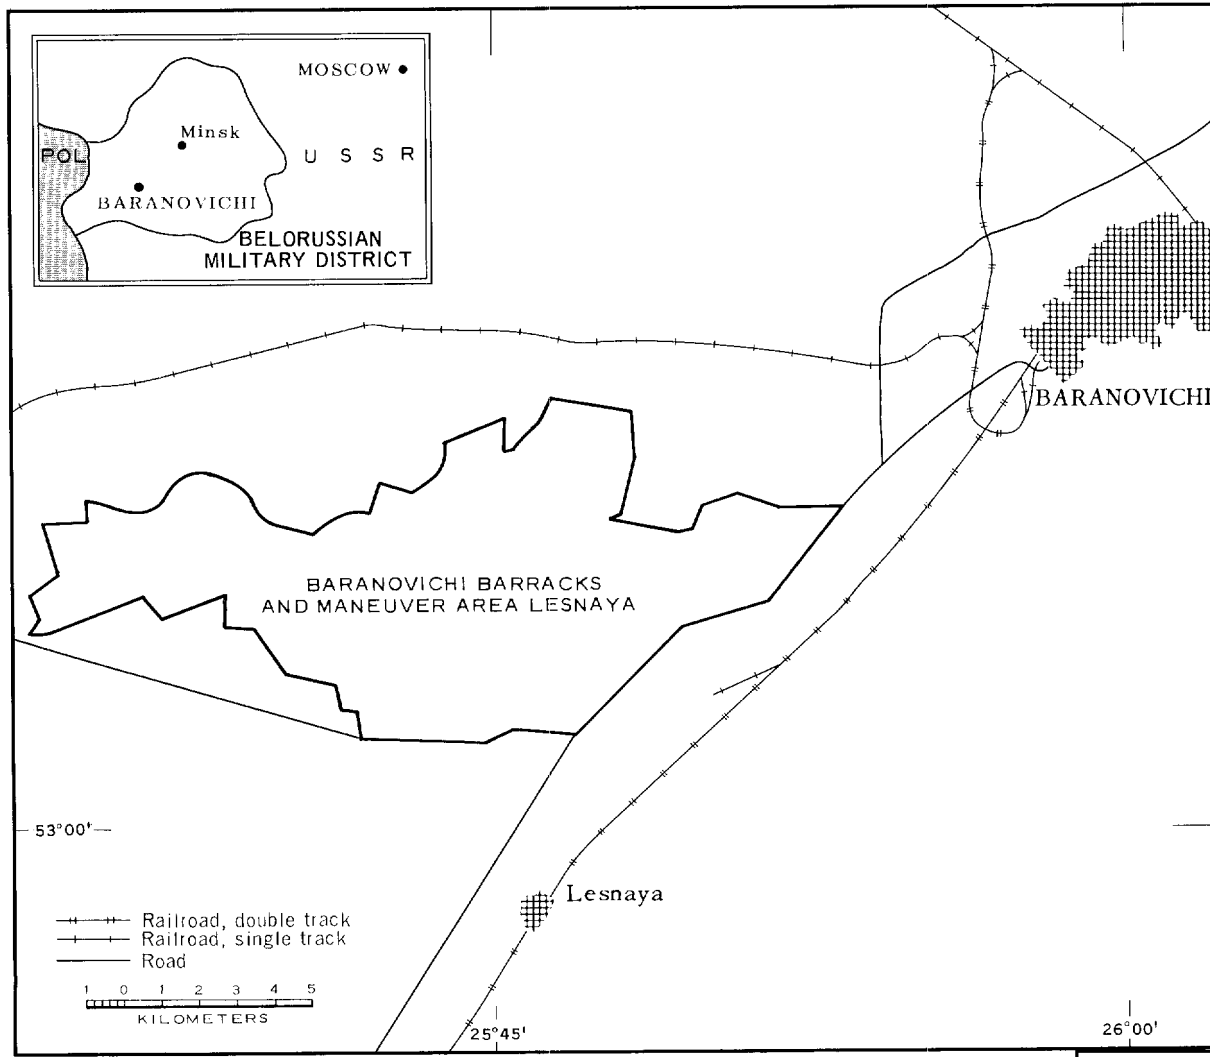 MOSCOW
Minsk
POL
U S S R
BARANOVICHI
BELORUSSIAN
MILITARY DISTRICT
BARANOVICHI
BARANOVICHI BARRACKS
AND MANEUVER AREA LESNAYA
53°00'
Lesnaya
Railroad, double track
Railroad, single track
Road
1 0 1 2 3 4 5
KILOMETERS
25°45'
26°00'